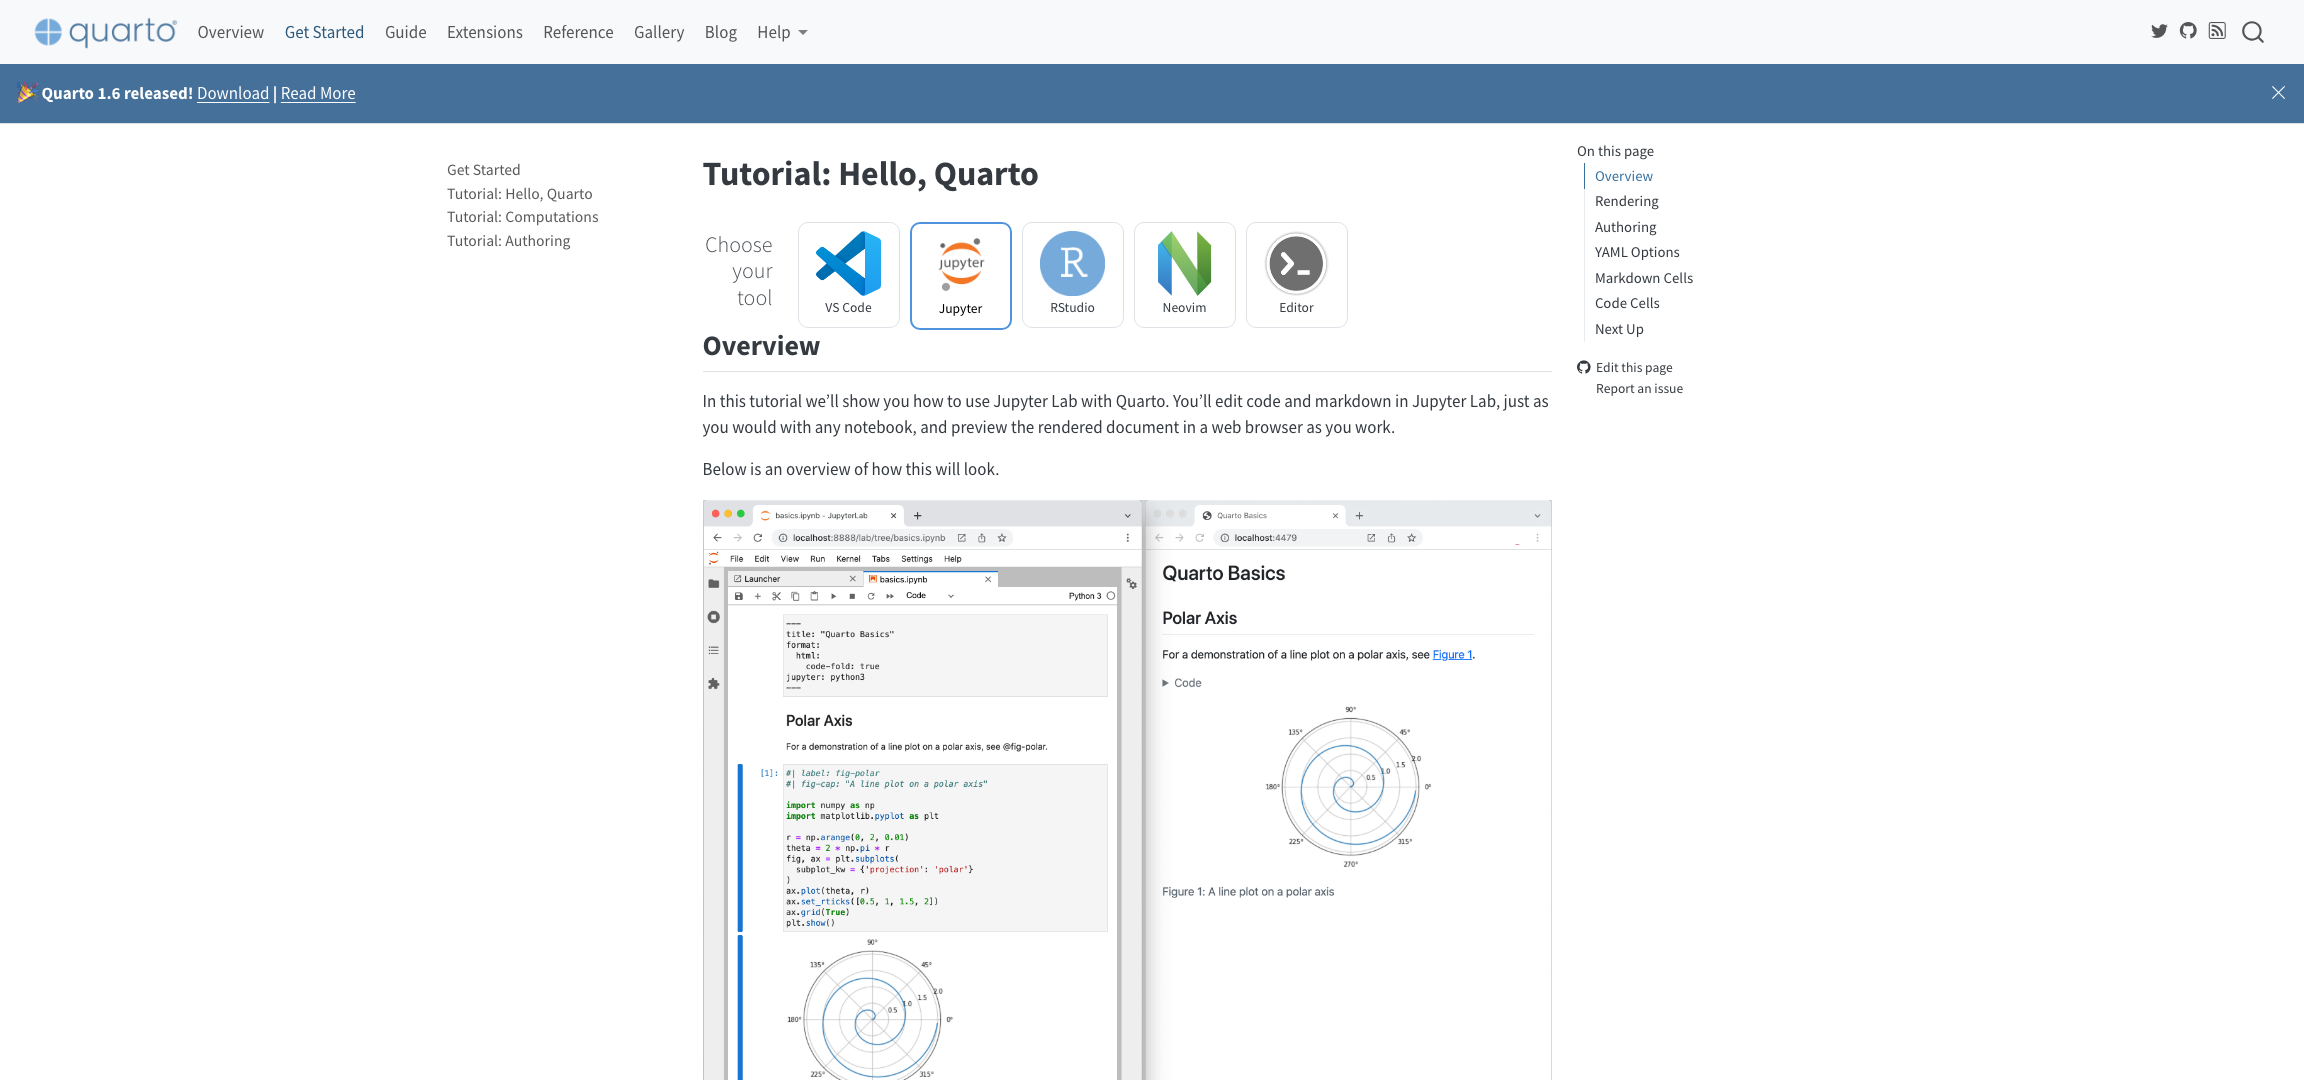 quarto
Overview
Get Started
Guide
Extensions
Reference
Gallery
Blog
Help
🎉 Quarto 1.6 released! Download | Read More
Get Started
Tutorial: Hello, Quarto
Tutorial: Computations
Tutorial: Authoring
Tutorial: Hello, Quarto
Choose
your
tool
VS Code
jupyter
Jupyter
R
RStudio
Neovim
Editor
Overview
In this tutorial we’ll show you how to use Jupyter Lab with Quarto. You’ll edit code and markdown in Jupyter Lab, just as
you would with any notebook, and preview the rendered document in a web browser as you work.
Below is an overview of how this will look.
basics.ipynb - JupyterLab
localhost:8888/lab/tree/basics.ipynb
File Edit View Run Kernel Tabs Settings Help
Launcher
basics.ipynb
Code
Python 3
---
title: "Quarto Basics"
format:
  html:
    code-fold: true
jupyter: python3
---
Polar Axis
For a demonstration of a line plot on a polar axis, see @fig-polar.
[1]:
#| label: fig-polar
#| fig-cap: "A line plot on a polar axis"
import numpy as np
import matplotlib.pyplot as plt
r = np.arange(0, 2, 0.01)
theta = 2 * np.pi * r
fig, ax = plt.subplots(
  subplot_kw = {'projection': 'polar'}
)
ax.plot(theta, r)
ax.set_rticks([0.5, 1, 1.5, 2])
ax.grid(True)
plt.show()
90°
135°
45°
2.0
1.5
1.0
0.5
180°
0°
225°
315°
Quarto Basics
localhost:4479
Quarto Basics
Polar Axis
For a demonstration of a line plot on a polar axis, see Figure 1.
Code
90°
135°
45°
2.0
1.5
1.0
0.5
180°
0°
225°
315°
270°
Figure 1: A line plot on a polar axis
On this page
Overview
Rendering
Authoring
YAML Options
Markdown Cells
Code Cells
Next Up
Edit this page
Report an issue